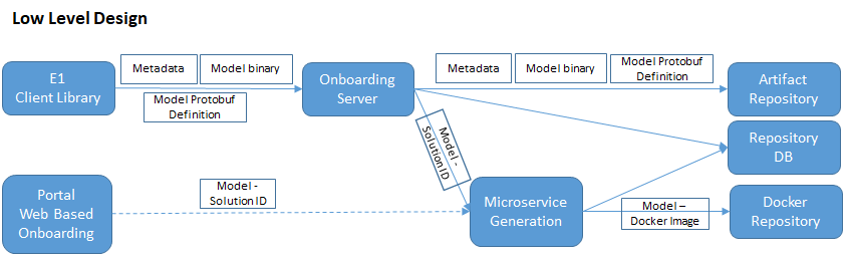 Low Level Design
E1
Client Library
Metadata
Model binary
Model Protobuf
Definition
Onboarding
Server
Metadata
Model binary
Model Protobuf
Definition
Artifact
Repository
Repository
DB
Model -
Solution ID
Portal
Web Based
Onboarding
Model -
Solution ID
Microservice
Generation
Model –
Docker Image
Docker
Repository